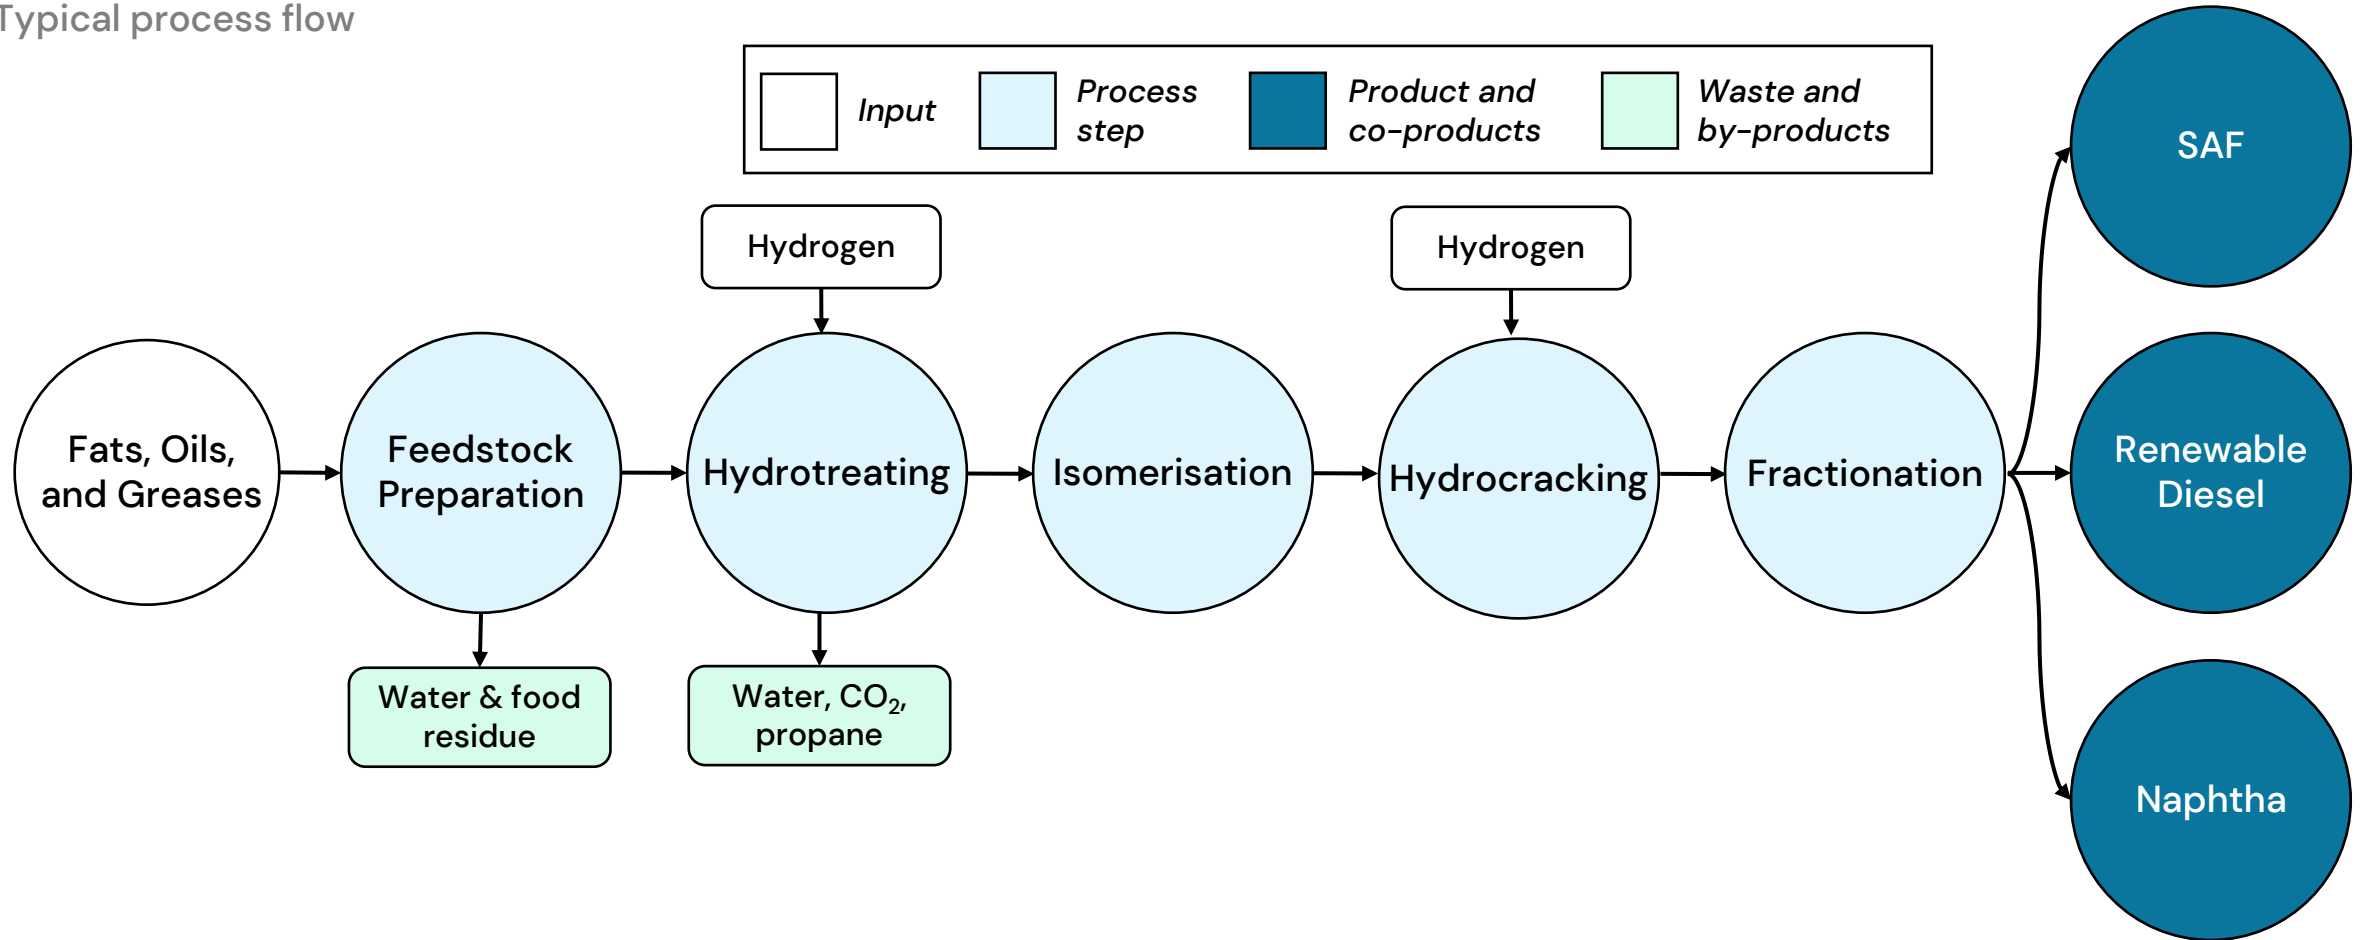 Typical process flow
Input
Process
step
Product and
co-products
Waste and
by-products
SAF
Hydrogen
Hydrogen
Fats, Oils,
and Greases
Feedstock
Preparation
Hydrotreating
Isomerisation
Hydrocracking
Fractionation
Renewable
Diesel
Water & food
residue
Water, CO₂,
propane
Naphtha